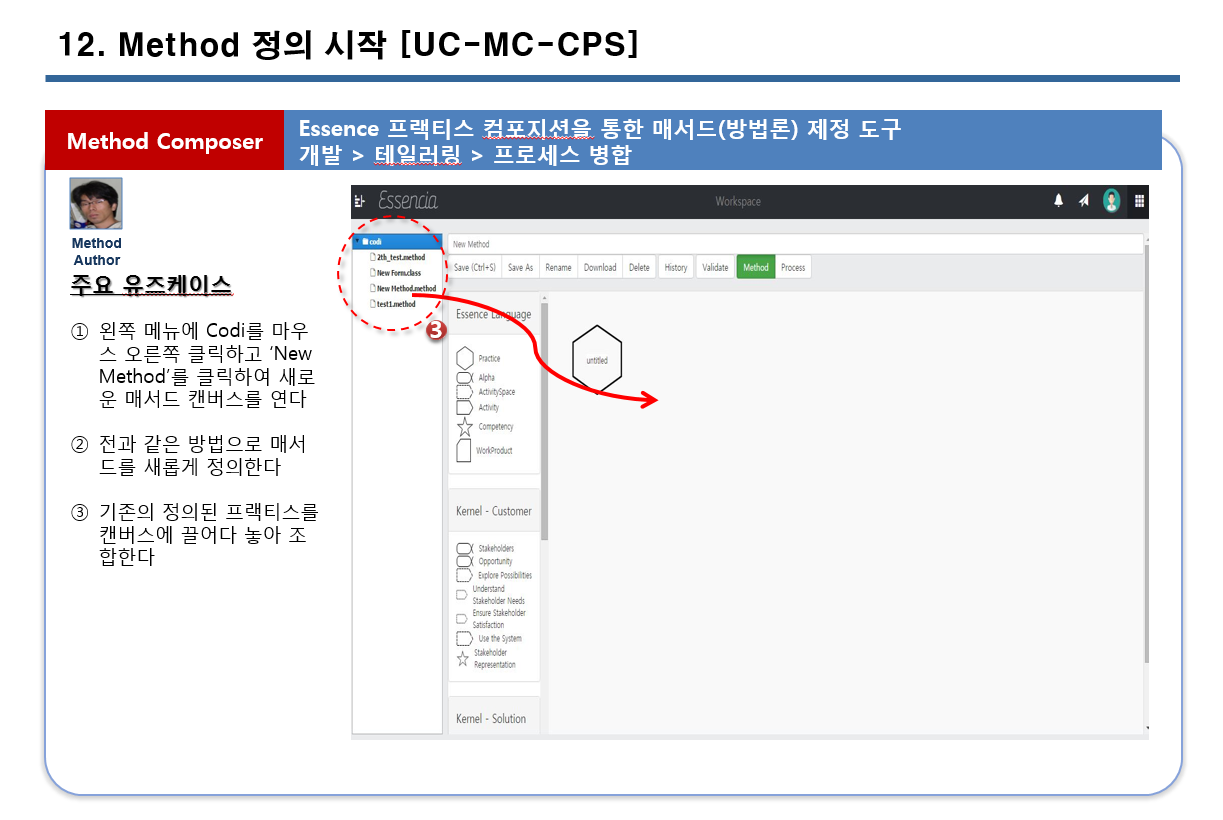 12. Method 정의 시작 [UC-MC-CPS]
Method Composer
Essence 프랙티스 컴포지션을 통한 매서드(방법론) 제정 도구
개발 > 테일러링 > 프로세스 병합
Method
Author
주요 유즈케이스
① 왼쪽 메뉴에 Codi를 마우
스 오른쪽 클릭하고 ‘New
Method’를 클릭하여 새로
운 매서드 캔버스를 연다
② 전과 같은 방법으로 매서
드를 새롭게 정의한다
③ 기존의 정의된 프랙티스를
캔버스에 끌어다 놓아 조
합한다
Essencia
Workspace
codi
2th_test.method
New Form.class
New Method.method
test1.method
3
New Method
Save (Ctrl+S) Save As Rename Download Delete History Validate Method Process
Essence Language
Practice
Alpha
ActivitySpace
Activity
Competency
WorkProduct
untitled
Kernel - Customer
Stakeholders
Opportunity
Explore Possibilities
Understand
Stakeholder Needs
Ensure Stakeholder
Satisfaction
Use the System
Stakeholder
Representation
Kernel - Solution